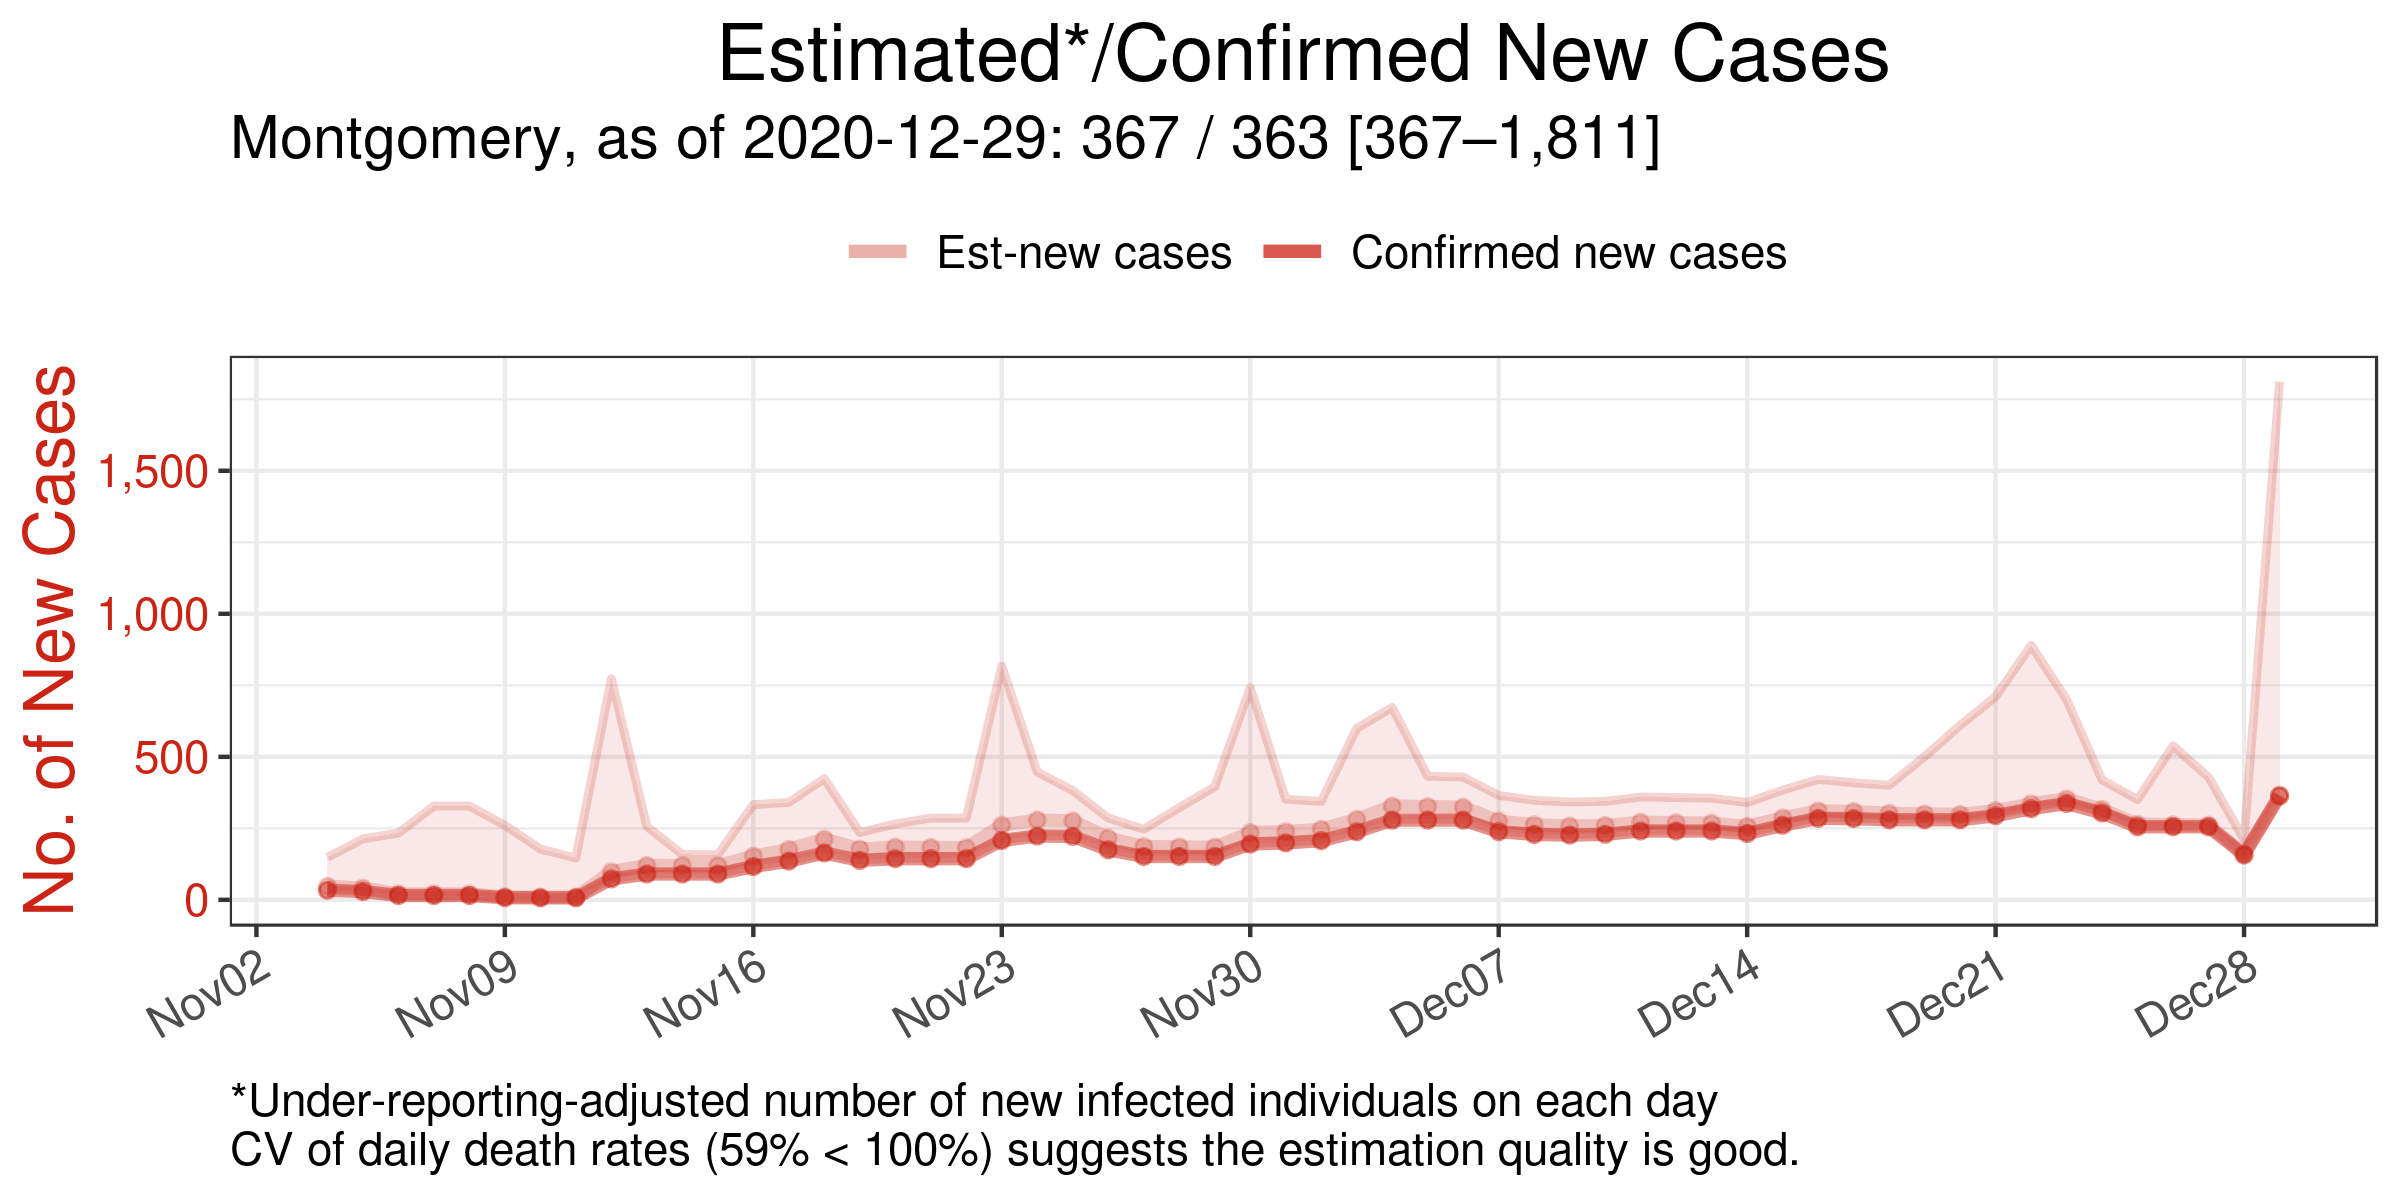 Estimated*/Confirmed New Cases
Montgomery, as of 2020-12-29: 367 / 363 [367–1,811]
Est-new cases
Confirmed new cases
No. of New Cases
1,500
1,000
500
0
Nov02
Nov09
Nov16
Nov23
Nov30
Dec07
Dec14
Dec21
Dec28
*Under-reporting-adjusted number of new infected individuals on each day
CV of daily death rates (59% < 100%) suggests the estimation quality is good.